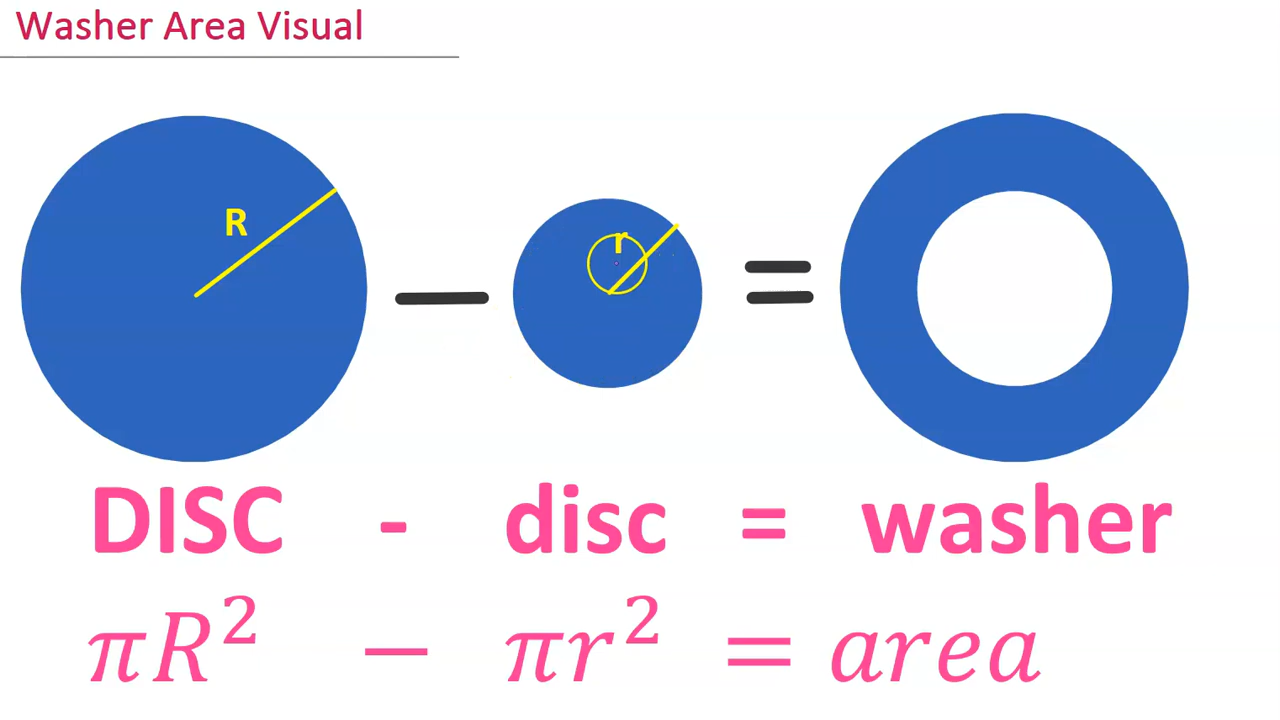 Washer Area Visual
R
r
DISC - disc = washer
πR² − πr² = area